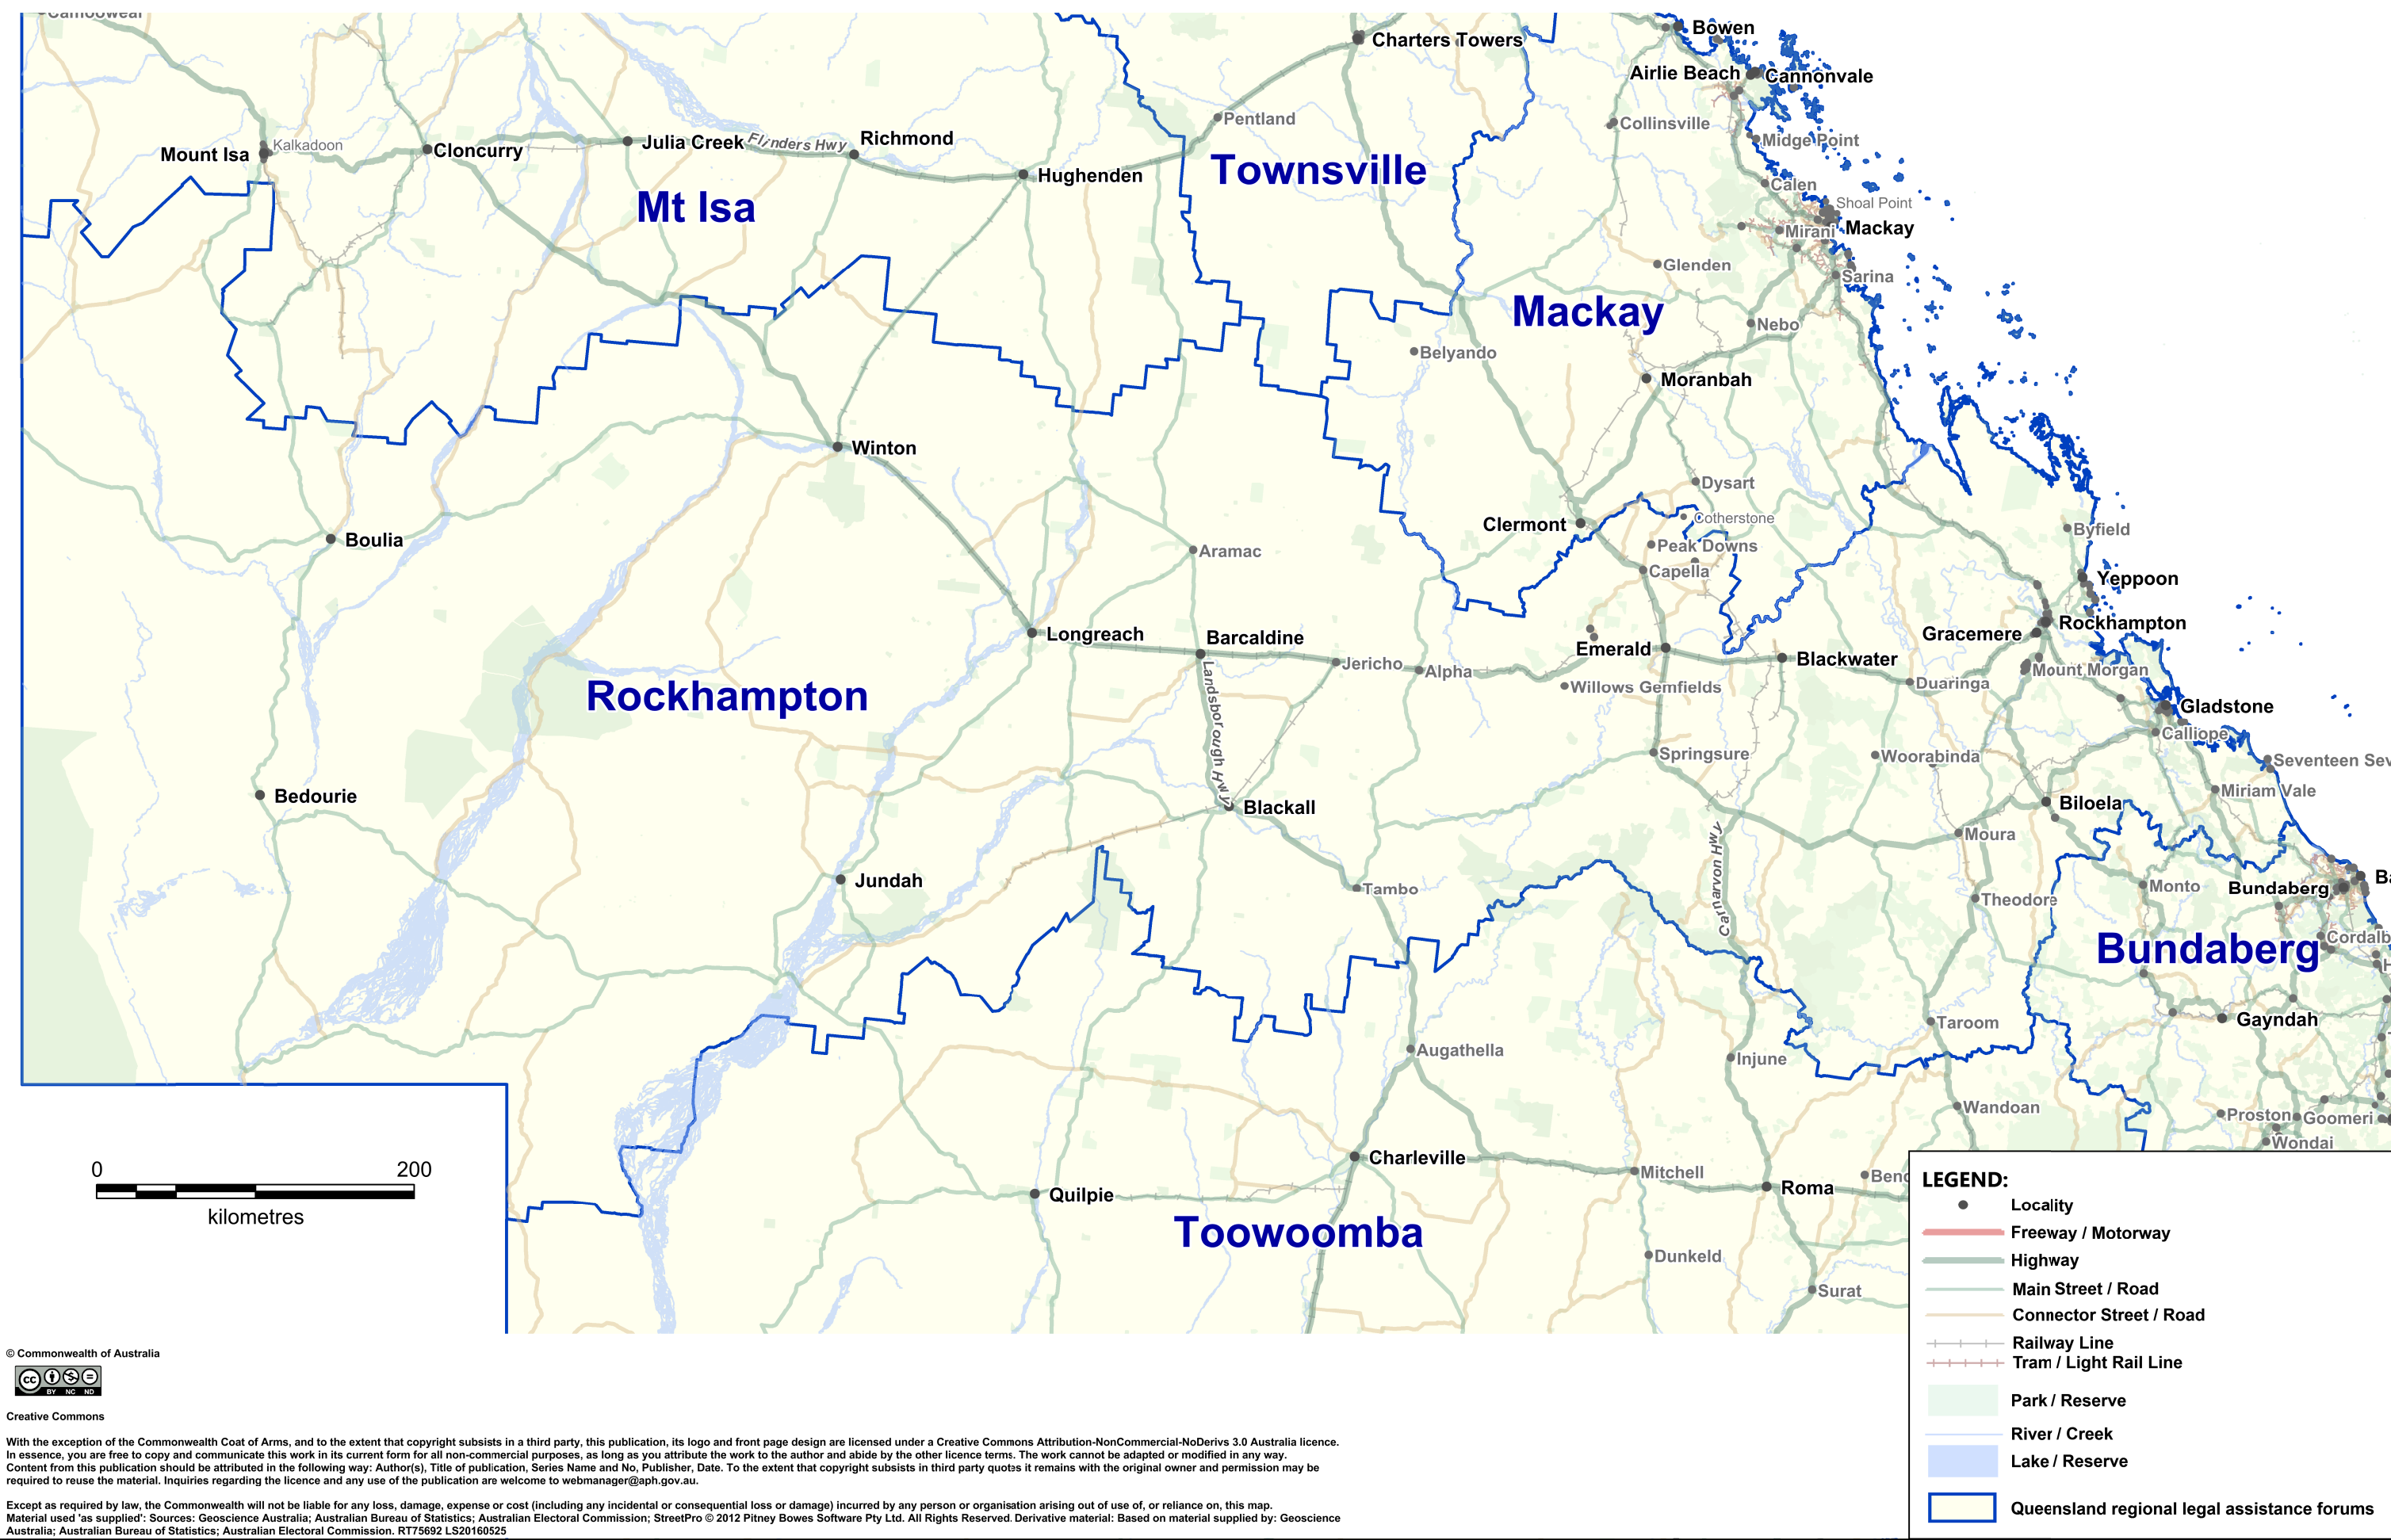 Camooweal
Bowen
Charters Towers
Airlie Beach
Cannonvale
Pentland
Collinsville
Midge Point
Mount Isa
Kalkadoon
Cloncurry
Julia Creek
Flinders Hwy
Richmond
Hughenden
Townsville
Calen
Mt Isa
Shoal Point
Mackay
Mirani
Glenden
Sarina
Mackay
Nebo
Belyando
Moranbah
Winton
Dysart
Clermont
Cotherstone
Byfield
Boulia
Aramac
Peak Downs
Capella
Yeppoon
Longreach
Barcaldine
Rockhampton
Gracemere
Emerald
Jericho
Alpha
Blackwater
Mount Morgan
Willows Gemfields
Duaringa
Rockhampton
Landsborough Hwy
Gladstone
Calliope
Springsure
Woorabinda
Seventeen Sev
Bedourie
Miriam Vale
Blackall
Biloela
Carnarvon Hwy
Moura
Jundah
Tambo
Theodore
Monto
Bundaberg
Ba
Bundaberg
Cordalb
H
Gayndah
Taroom
Augathella
Injune
Wandoan
Proston
Goomeri
Wondai
0 200
kilometres
Charleville
Mitchell
Roma
Bend
Quilpie
Toowoomba
Dunkeld
Surat
LEGEND:
Locality
Freeway / Motorway
Highway
Main Street / Road
Connector Street / Road
Railway Line
Tram / Light Rail Line
Park / Reserve
River / Creek
Lake / Reserve
Queensland regional legal assistance forums
© Commonwealth of Australia
cc
BY NC ND
Creative Commons
With the exception of the Commonwealth Coat of Arms, and to the extent that copyright subsists in a third party, this publication, its logo and front page design are licensed under a Creative Commons Attribution-NonCommercial-NoDerivs 3.0 Australia licence.
In essence, you are free to copy and communicate this work in its current form for all non-commercial purposes, as long as you attribute the work to the author and abide by the other licence terms. The work cannot be adapted or modified in any way.
Content from this publication should be attributed in the following way: Author(s), Title of publication, Series Name and No, Publisher, Date. To the extent that copyright subsists in third party quotes it remains with the original owner and permission may be
required to reuse the material. Inquiries regarding the licence and any use of the publication are welcome to webmanager@aph.gov.au.
Except as required by law, the Commonwealth will not be liable for any loss, damage, expense or cost (including any incidental or consequential loss or damage) incurred by any person or organisation arising out of use of, or reliance on, this map.
Material used 'as supplied': Sources: Geoscience Australia; Australian Bureau of Statistics; Australian Electoral Commission; StreetPro © 2012 Pitney Bowes Software Pty Ltd. All Rights Reserved. Derivative material: Based on material supplied by: Geoscience
Australia; Australian Bureau of Statistics; Australian Electoral Commission. RT75692 LS20160525